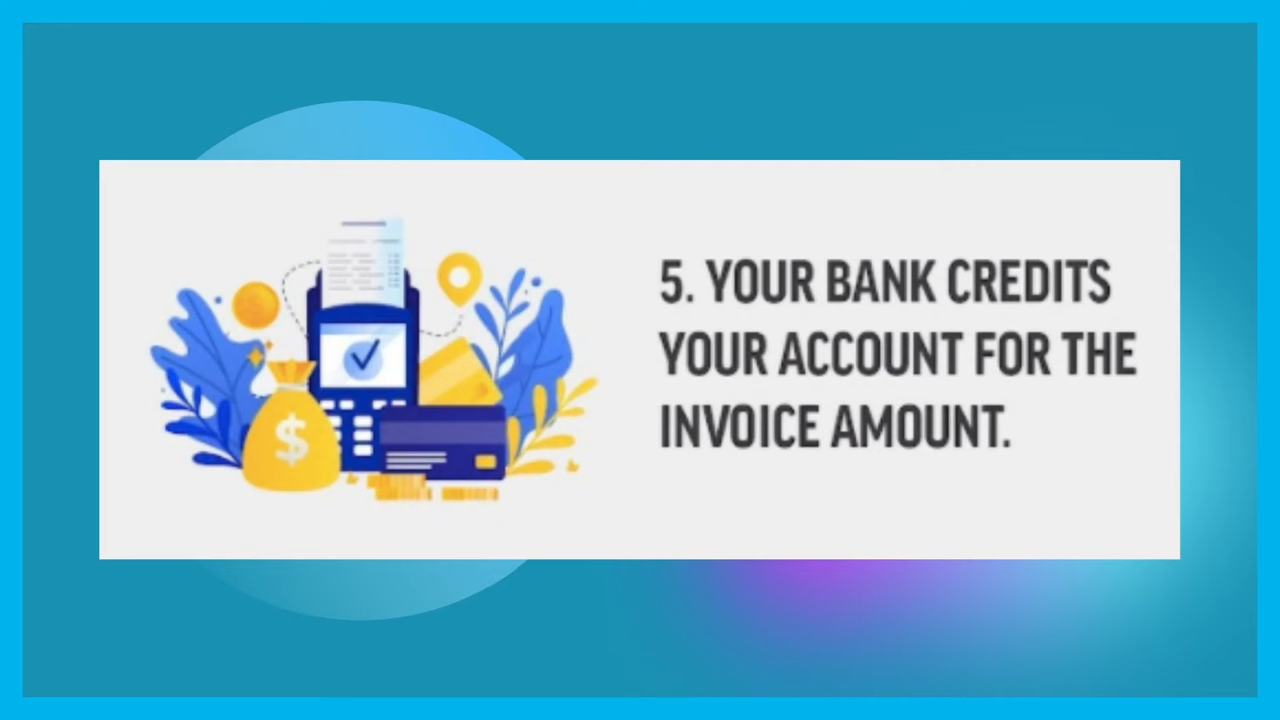 5. YOUR BANK CREDITS
YOUR ACCOUNT FOR THE
INVOICE AMOUNT.
$